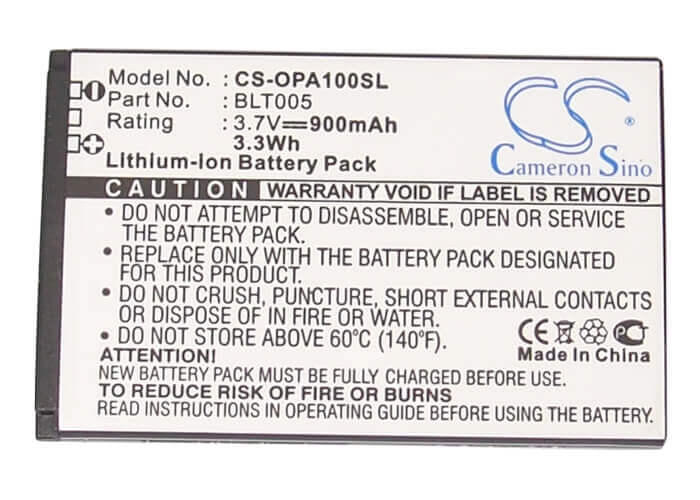 Model No. : CS-OPA100SL
Part No. : BLT005
Rating : 3.7V⎓900mAh
3.3Wh
Lithium-Ion Battery Pack
CS
Cameron Sino
CAUTION WARRANTY VOID IF LABEL IS REMOVED
• DO NOT ATTEMPT TO DISASSEMBLE, OPEN OR SERVICE
THE BATTERY PACK.
• REPLACE ONLY WITH THE BATTERY PACK SPECIFIED FOR
THIS PRODUCT.
• DO NOT CRUSH, PUNCTURE, SHORT EXTERNAL CONTACTS
OR DISPOSE OF IN FIRE OR WATER.
• DO NOT STORE ABOVE 60°C (140°F).
CE
Made In China
ATTENTION!
NEW BATTERY PACK MUST BE FULLY CHARGED BEFORE USE.
TO REDUCE RISK OF FIRE OR BURNS
READ INSTRUCTIONS IN OPERATING GUIDE BEFORE USING THE BATTERY.